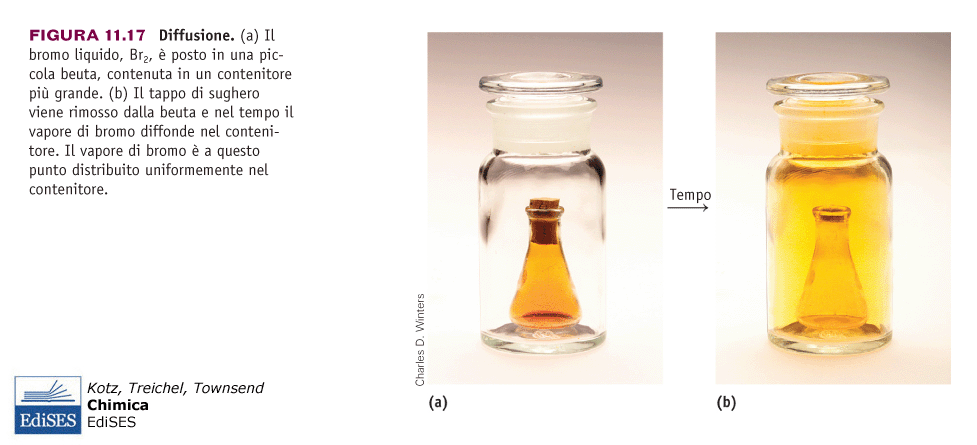 FIGURA 11.17 Diffusione. (a) Il
bromo liquido, Br₂, è posto in una pic-
cola beuta, contenuta in un contenitore
più grande. (b) Il tappo di sughero
viene rimosso dalla beuta e nel tempo il
vapore di bromo diffonde nel conteni-
tore. Il vapore di bromo è a questo
punto distribuito uniformemente nel
contenitore.
Tempo
Charles D. Winters
(a)
(b)
EdiSES
Kotz, Treichel, Townsend
Chimica
EdiSES